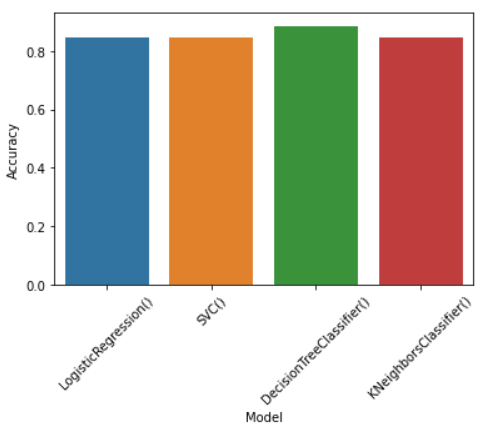 Accuracy
0.8
0.6
0.4
0.2
0.0
LogisticRegression()
SVC()
DecisionTreeClassifier()
KNeighborsClassifier()
Model